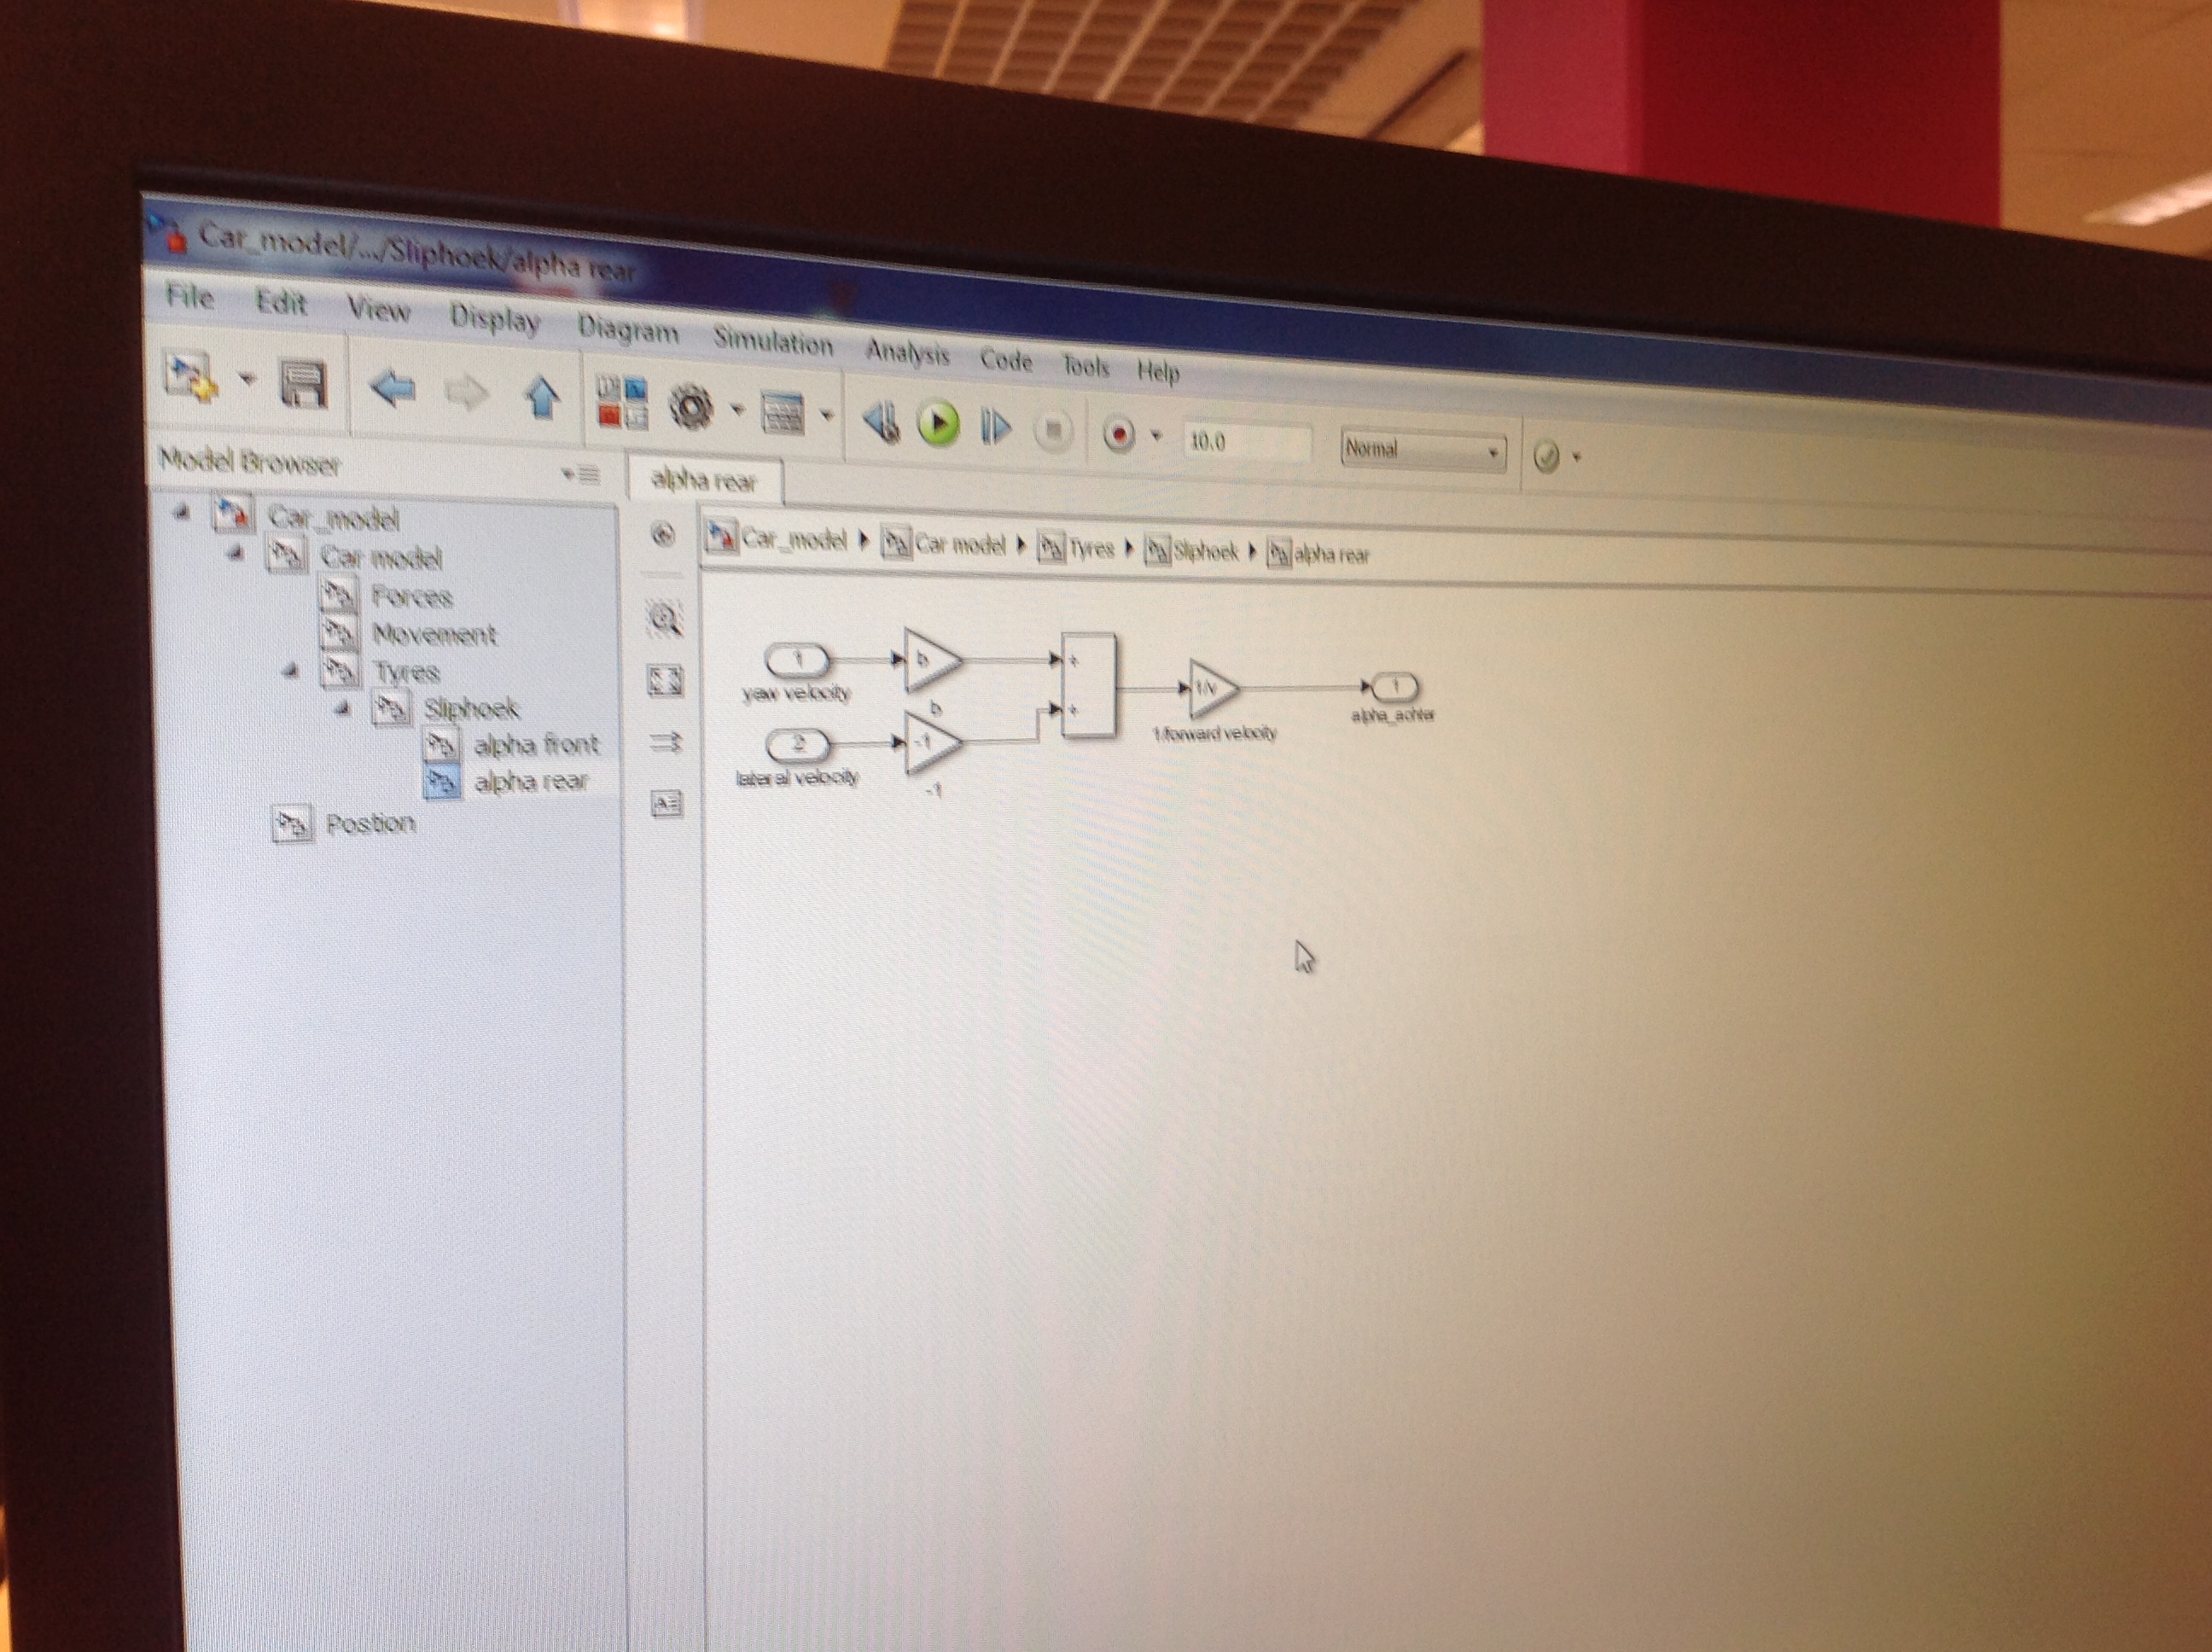 Car_model/.../Sliphoek/alpha rear
File Edit View Display Diagram Simulation Analysis Code Tools Help
10.0 Normal
Model Browser
alpha rear
Car_model
Car model
Forces
Movement
Tyres
Sliphoek
alpha front
alpha rear
Postion
Car_model Car model Tyres Sliphoek alpha rear
1 b + 1/v 1
yaw velocity b 1/forward velocity alpha_achter
2 -1 +
lateral velocity -1